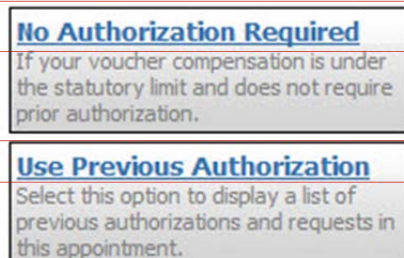 No Authorization Required
If your voucher compensation is under
the statutory limit and does not require
prior authorization.
Use Previous Authorization
Select this option to display a list of
previous authorizations and requests in
this appointment.